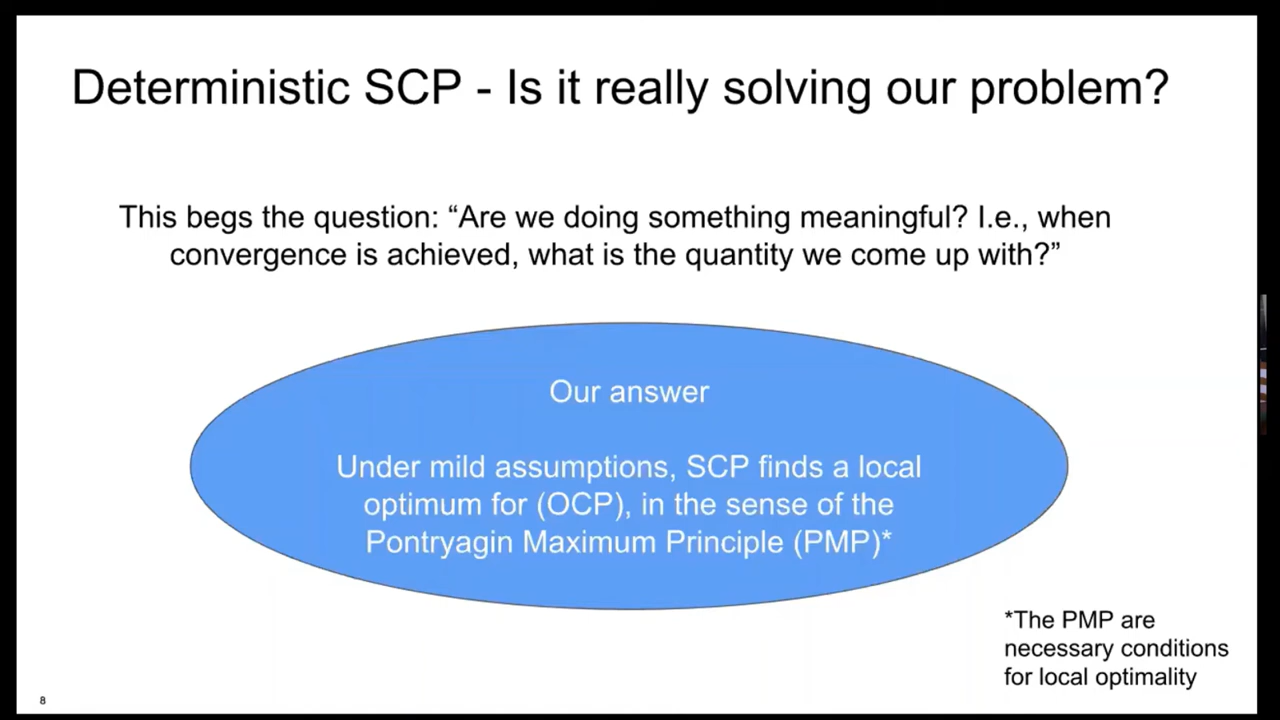 Deterministic SCP - Is it really solving our problem?
This begs the question: “Are we doing something meaningful? I.e., when
convergence is achieved, what is the quantity we come up with?”
Our answer
Under mild assumptions, SCP finds a local
optimum for (OCP), in the sense of the
Pontryagin Maximum Principle (PMP)*
*The PMP are
necessary conditions
for local optimality
8